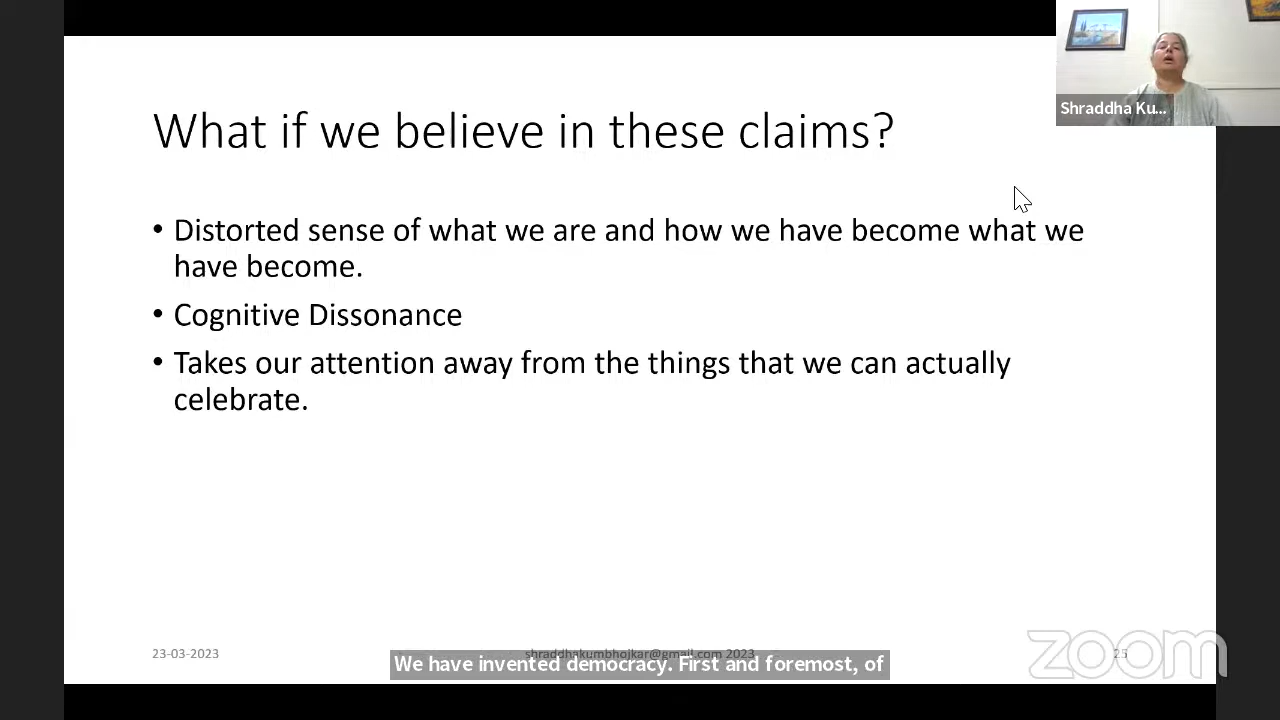 Shraddha Ku...
What if we believe in these claims?
• Distorted sense of what we are and how we have become what we
have become.
• Cognitive Dissonance
• Takes our attention away from the things that we can actually
celebrate.
23-03-2023
shraddhakumbhojkar@gmail.com 2023
25
We have invented democracy. First and foremost, of
zoom